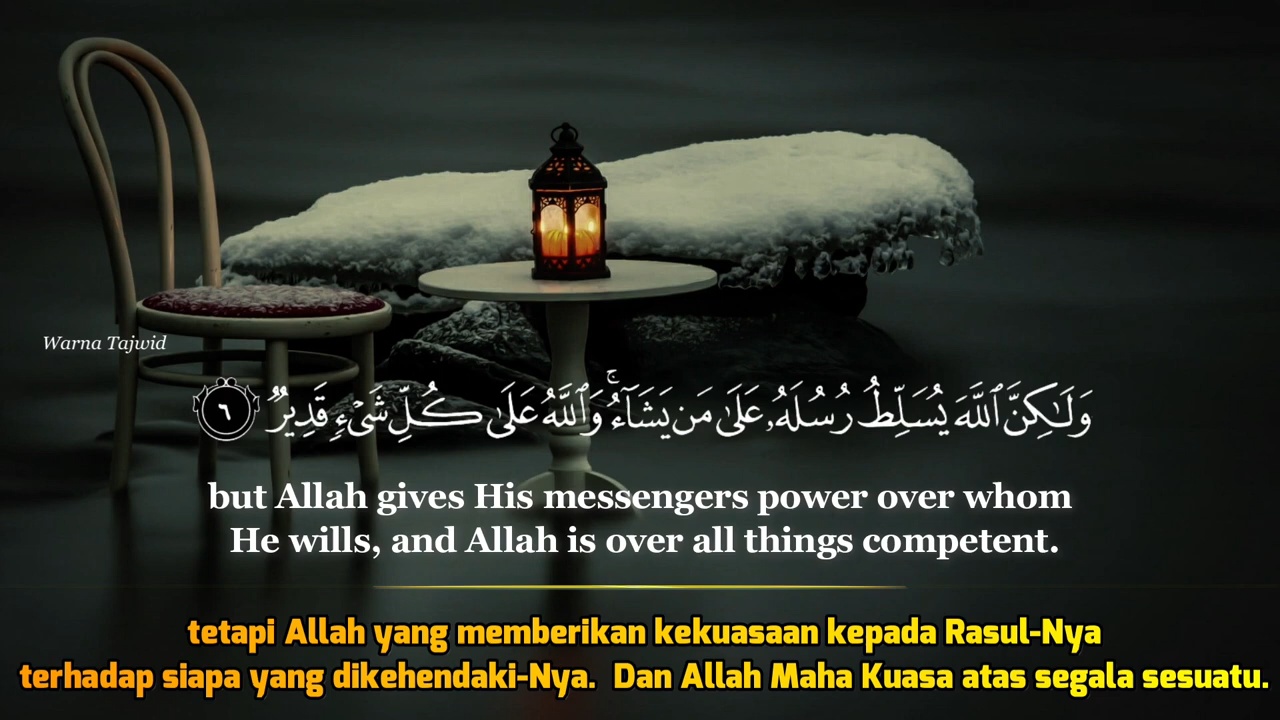 Warna Tajwid
وَلَـٰكِنَّ ٱللَّهَ يُسَلِّطُ رُسُلَهُۥ عَلَىٰ مَن يَشَآءُ ۚ وَٱللَّهُ عَلَىٰ كُلِّ شَىْءٍۢ قَدِيرٌۭ ٦
but Allah gives His messengers power over whom
He wills, and Allah is over all things competent.
tetapi Allah yang memberikan kekuasaan kepada Rasul-Nya
terhadap siapa yang dikehendaki-Nya. Dan Allah Maha Kuasa atas segala sesuatu.